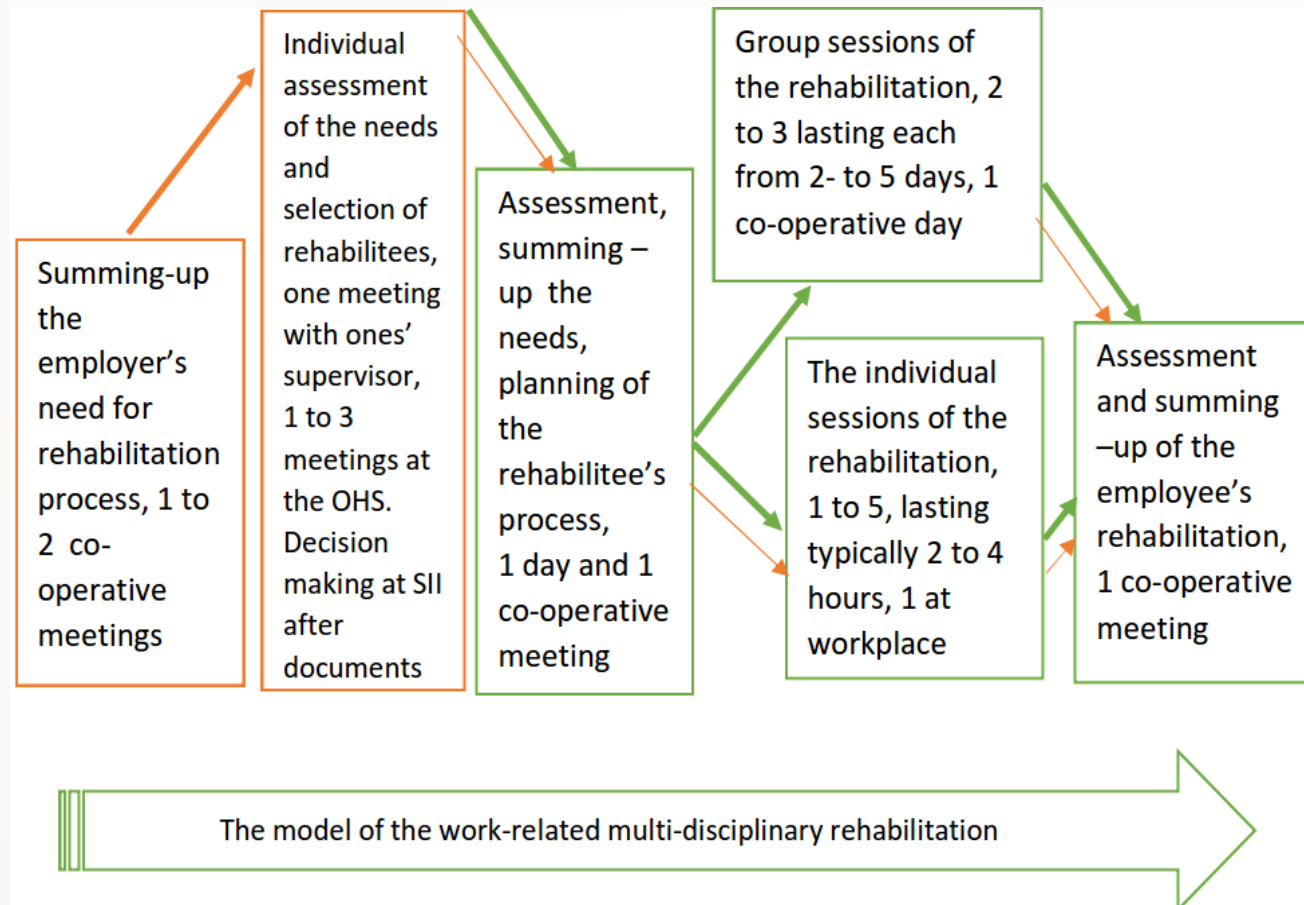 Summing-up
the
employer’s
need for
rehabilitation
process, 1 to
2 co-
operative
meetings
Individual
assessment
of the needs
and
selection of
rehabilitees,
one meeting
with ones’
supervisor,
1 to 3
meetings at
the OHS.
Decision
making at SII
after
documents
Assessment,
summing –
up the
needs,
planning of
the
rehabilitee’s
process,
1 day and 1
co-operative
meeting
Group sessions of
the rehabilitation, 2
to 3 lasting each
from 2- to 5 days, 1
co-operative day
The individual
sessions of the
rehabilitation,
1 to 5, lasting
typically 2 to 4
hours, 1 at
workplace
Assessment
and summing
–up of the
employee’s
rehabilitation,
1 co-operative
meeting
The model of the work-related multi-disciplinary rehabilitation